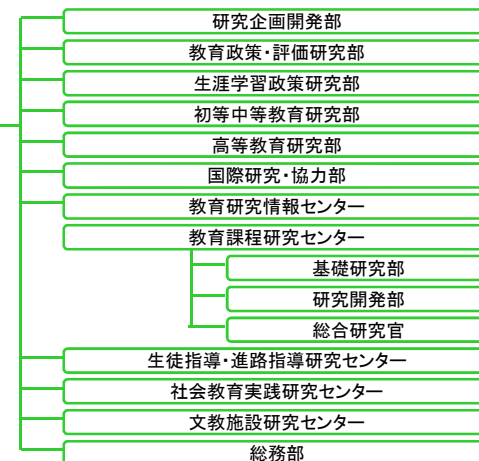 研究企画開発部
教育政策・評価研究部
生涯学習政策研究部
初等中等教育研究部
高等教育研究部
国際研究・協力部
教育研究情報センター
教育課程研究センター
基礎研究部
研究開発部
総合研究官
生徒指導・進路指導研究センター
社会教育実践研究センター
文教施設研究センター
総務部